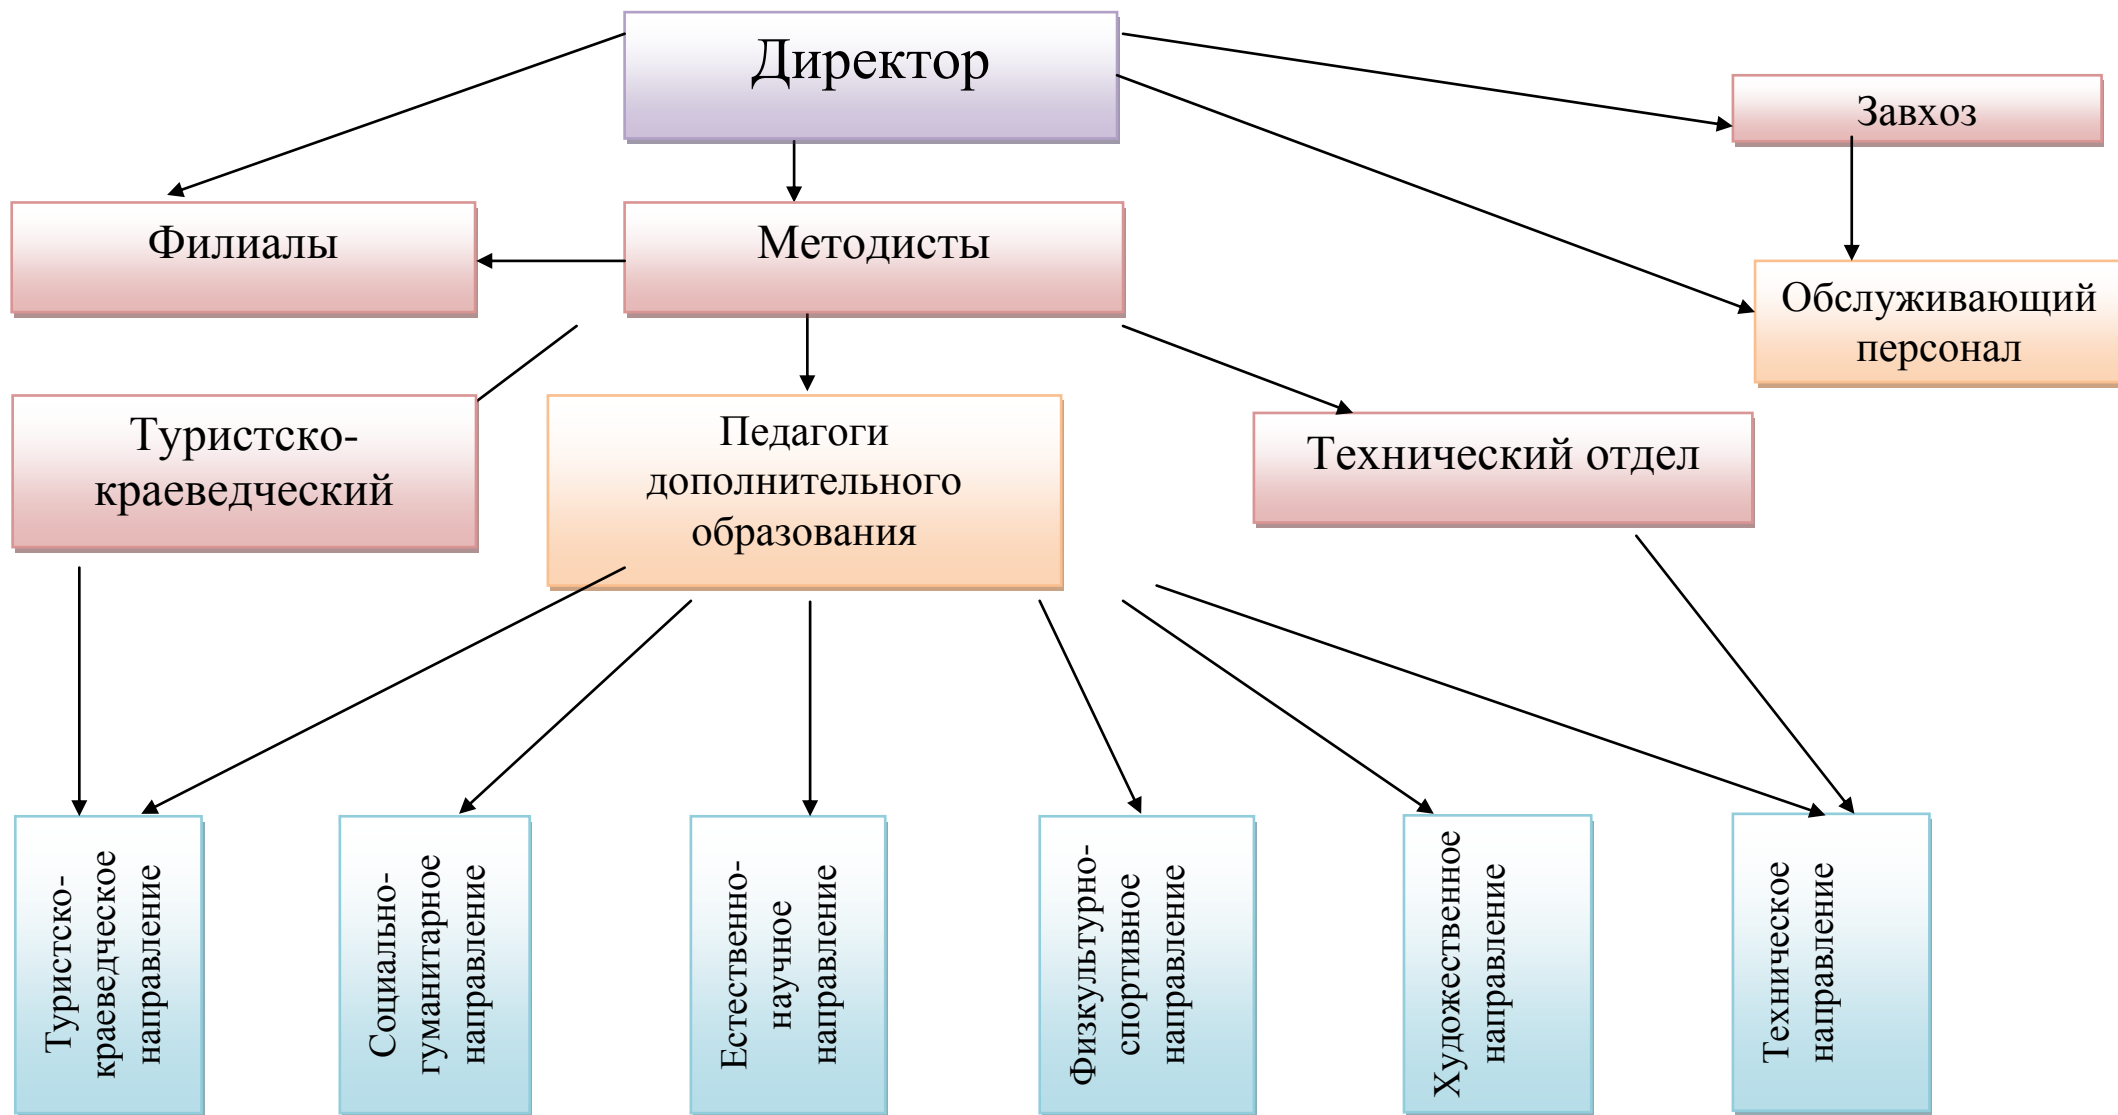 Директор
Завхоз
Филиалы
Методисты
Обслуживающий
персонал
Туристско-
краеведческий
Педагоги
дополнительного
образования
Технический отдел
Туристско-
краеведческое
направление
Социально-
гуманитарное
направление
Естественно-
научное
направление
Физкультурно-
спортивное
направление
Художественное
направление
Техническое
направление